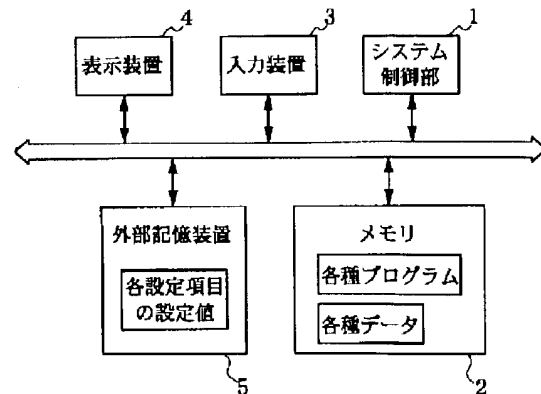 4
3
1
表示装置
入力装置
システム
制御部
外部記憶装置
各設定項目
の設定値
メモリ
各種プログラム
各種データ
5
2